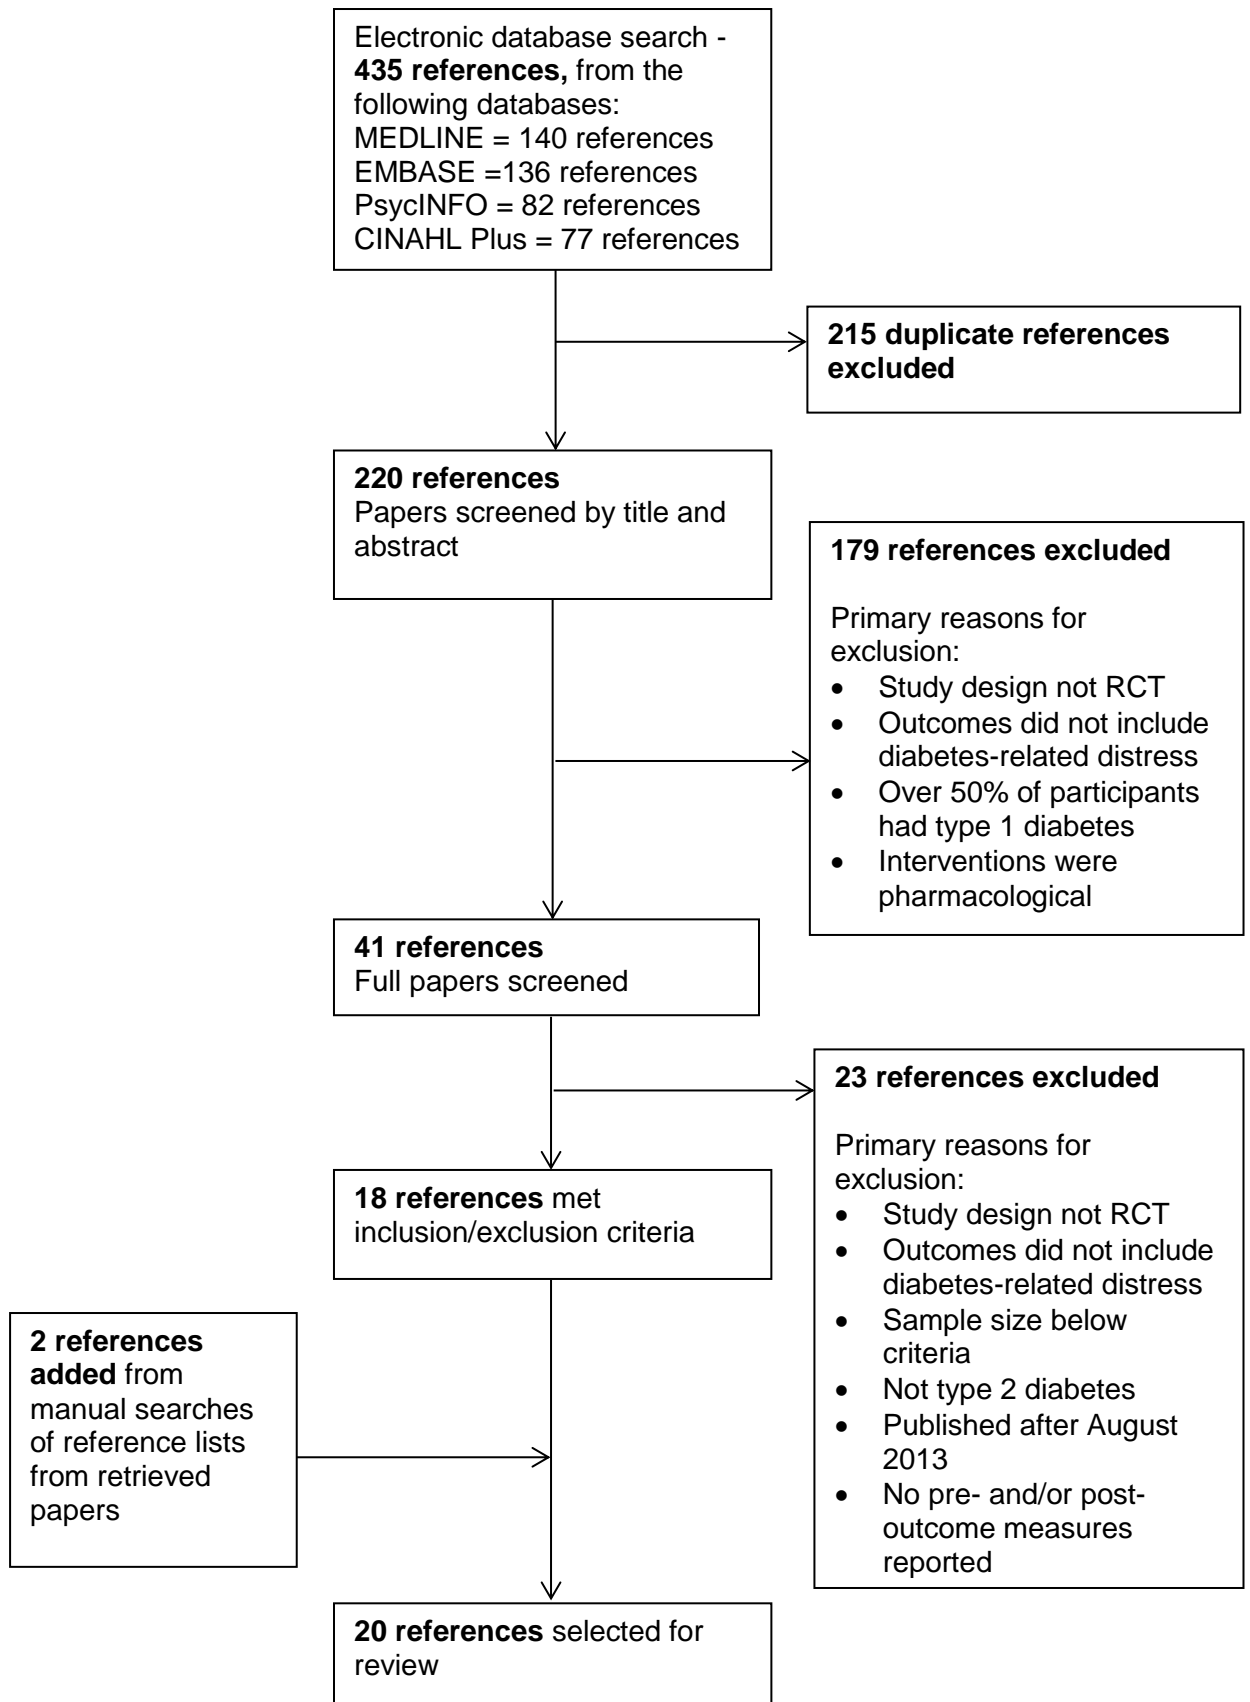 Electronic database search -
435 references, from the
following databases:
MEDLINE = 140 references
EMBASE =136 references
PsycINFO = 82 references
CINAHL Plus = 77 references
215 duplicate references
excluded
220 references
Papers screened by title and
abstract
179 references excluded
Primary reasons for
exclusion:
• Study design not RCT
• Outcomes did not include
diabetes-related distress
• Over 50% of participants
had type 1 diabetes
• Interventions were
pharmacological
41 references
Full papers screened
23 references excluded
Primary reasons for
exclusion:
• Study design not RCT
• Outcomes did not include
diabetes-related distress
• Sample size below
criteria
• Not type 2 diabetes
• Published after August
2013
• No pre- and/or post-
outcome measures
reported
18 references met
inclusion/exclusion criteria
2 references
added from
manual searches
of reference lists
from retrieved
papers
20 references selected for
review